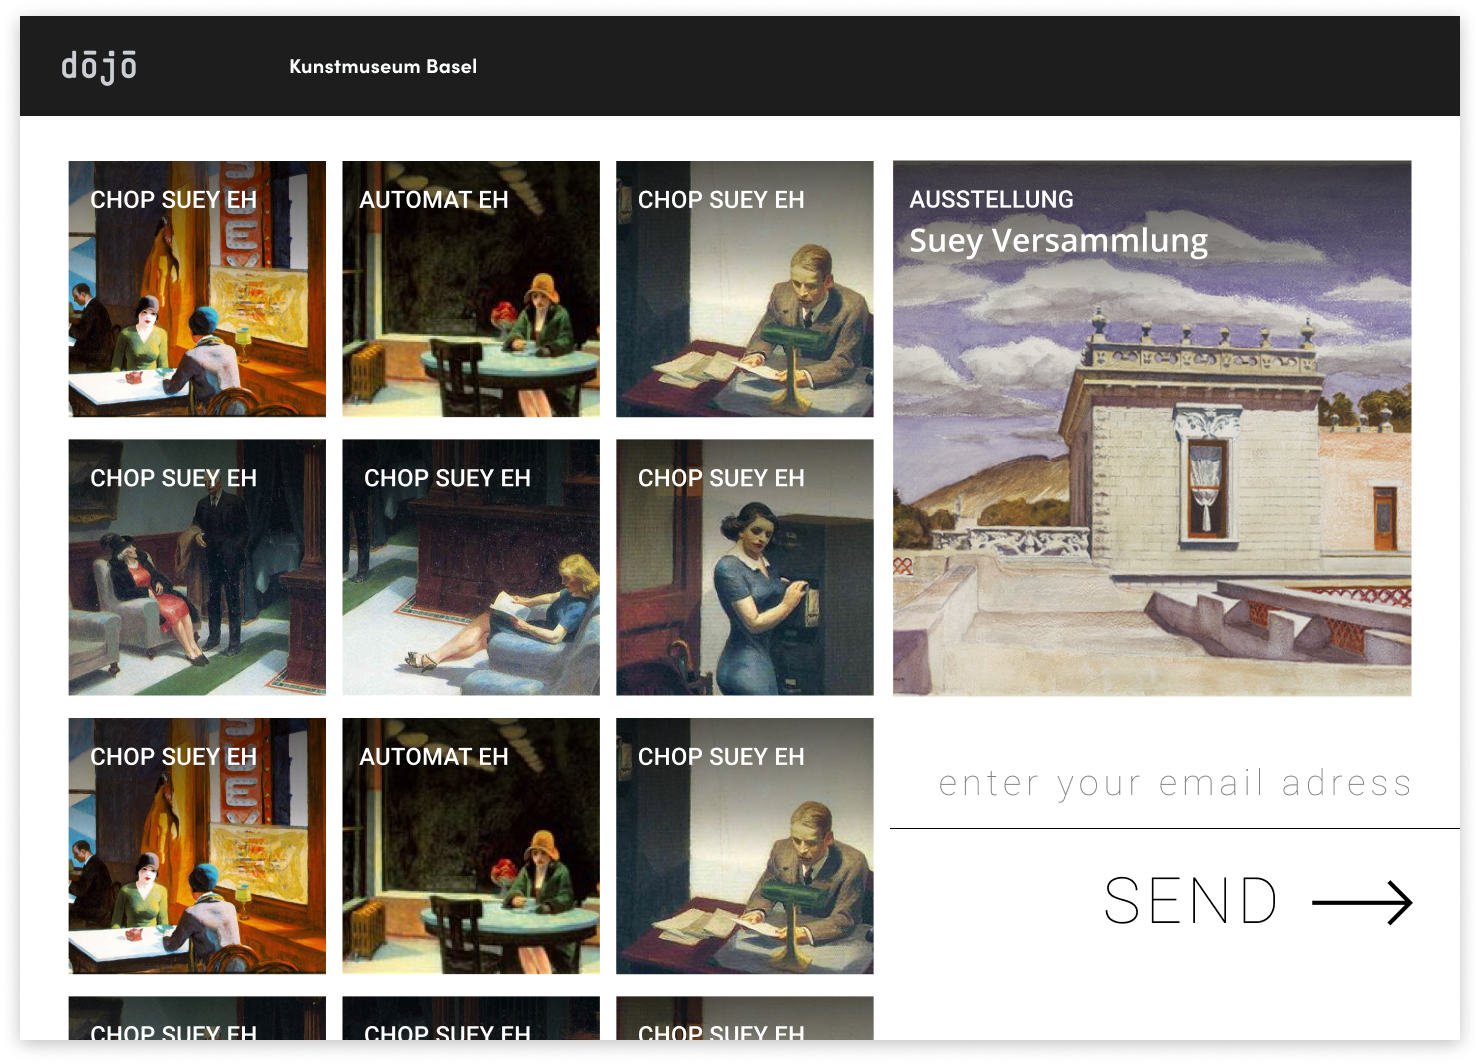 dōjō
Kunstmuseum Basel
CHOP SUEY EH
AUTOMAT EH
CHOP SUEY EH
AUSSTELLUNG
Suey Versammlung
CHOP SUEY EH
CHOP SUEY EH
CHOP SUEY EH
CHOP SUEY EH
AUTOMAT EH
CHOP SUEY EH
enter your email adress
SEND
CHOP SUEY EH
CHOP SUEY EH
CHOP SUEY EH